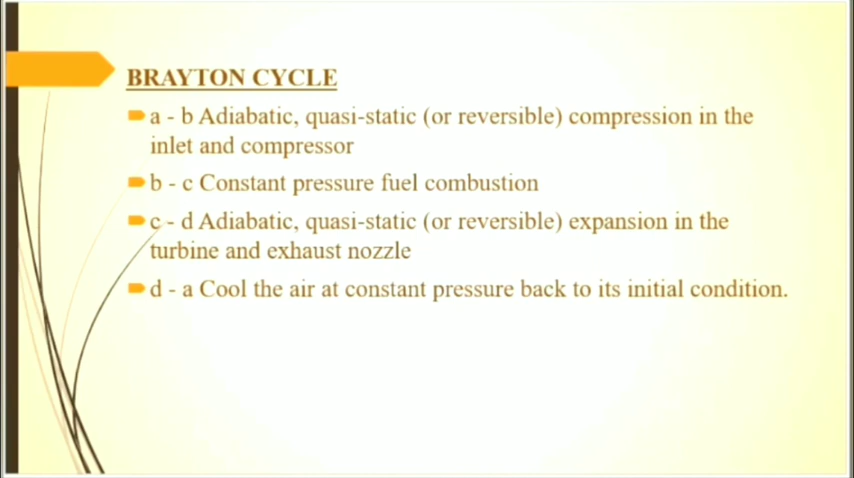 BRAYTON CYCLE
a - b Adiabatic, quasi-static (or reversible) compression in the
inlet and compressor
b - c Constant pressure fuel combustion
c - d Adiabatic, quasi-static (or reversible) expansion in the
turbine and exhaust nozzle
d - a Cool the air at constant pressure back to its initial condition.